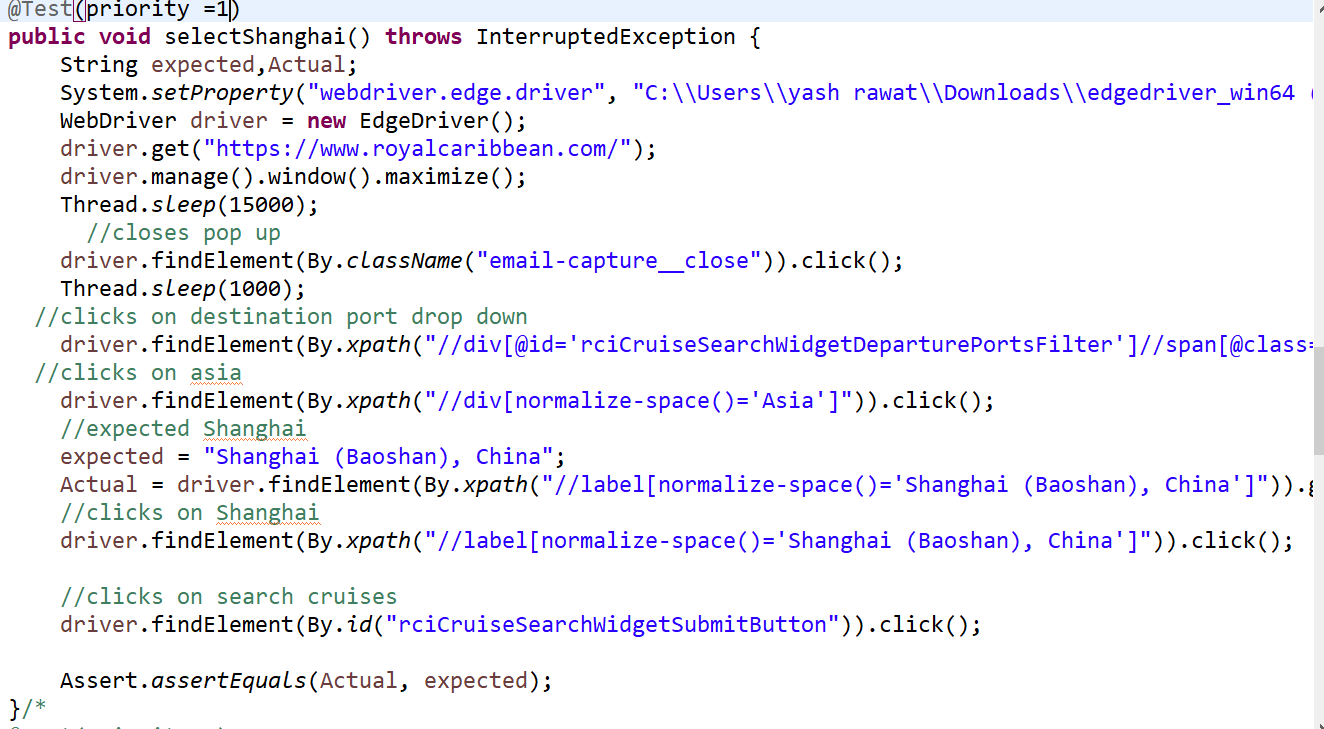 @Test(priority =1)
public void selectShanghai() throws InterruptedException {
    String expected,Actual;
    System.setProperty("webdriver.edge.driver", "C:\\Users\\yash rawat\\Downloads\\edgedriver_win64 (
    WebDriver driver = new EdgeDriver();
    driver.get("https://www.royalcaribbean.com/");
    driver.manage().window().maximize();
    Thread.sleep(15000);
      //closes pop up
    driver.findElement(By.className("email-capture__close")).click();
    Thread.sleep(1000);
  //clicks on destination port drop down
    driver.findElement(By.xpath("//div[@id='rciCruiseSearchWidgetDeparturePortsFilter']//span[@class=
  //clicks on asia
    driver.findElement(By.xpath("//div[normalize-space()='Asia']")).click();
    //expected Shanghai
    expected = "Shanghai (Baoshan), China";
    Actual = driver.findElement(By.xpath("//label[normalize-space()='Shanghai (Baoshan), China']")).g
    //clicks on Shanghai
    driver.findElement(By.xpath("//label[normalize-space()='Shanghai (Baoshan), China']")).click();
    //clicks on search cruises
    driver.findElement(By.id("rciCruiseSearchWidgetSubmitButton")).click();
    Assert.assertEquals(Actual, expected);
}/*